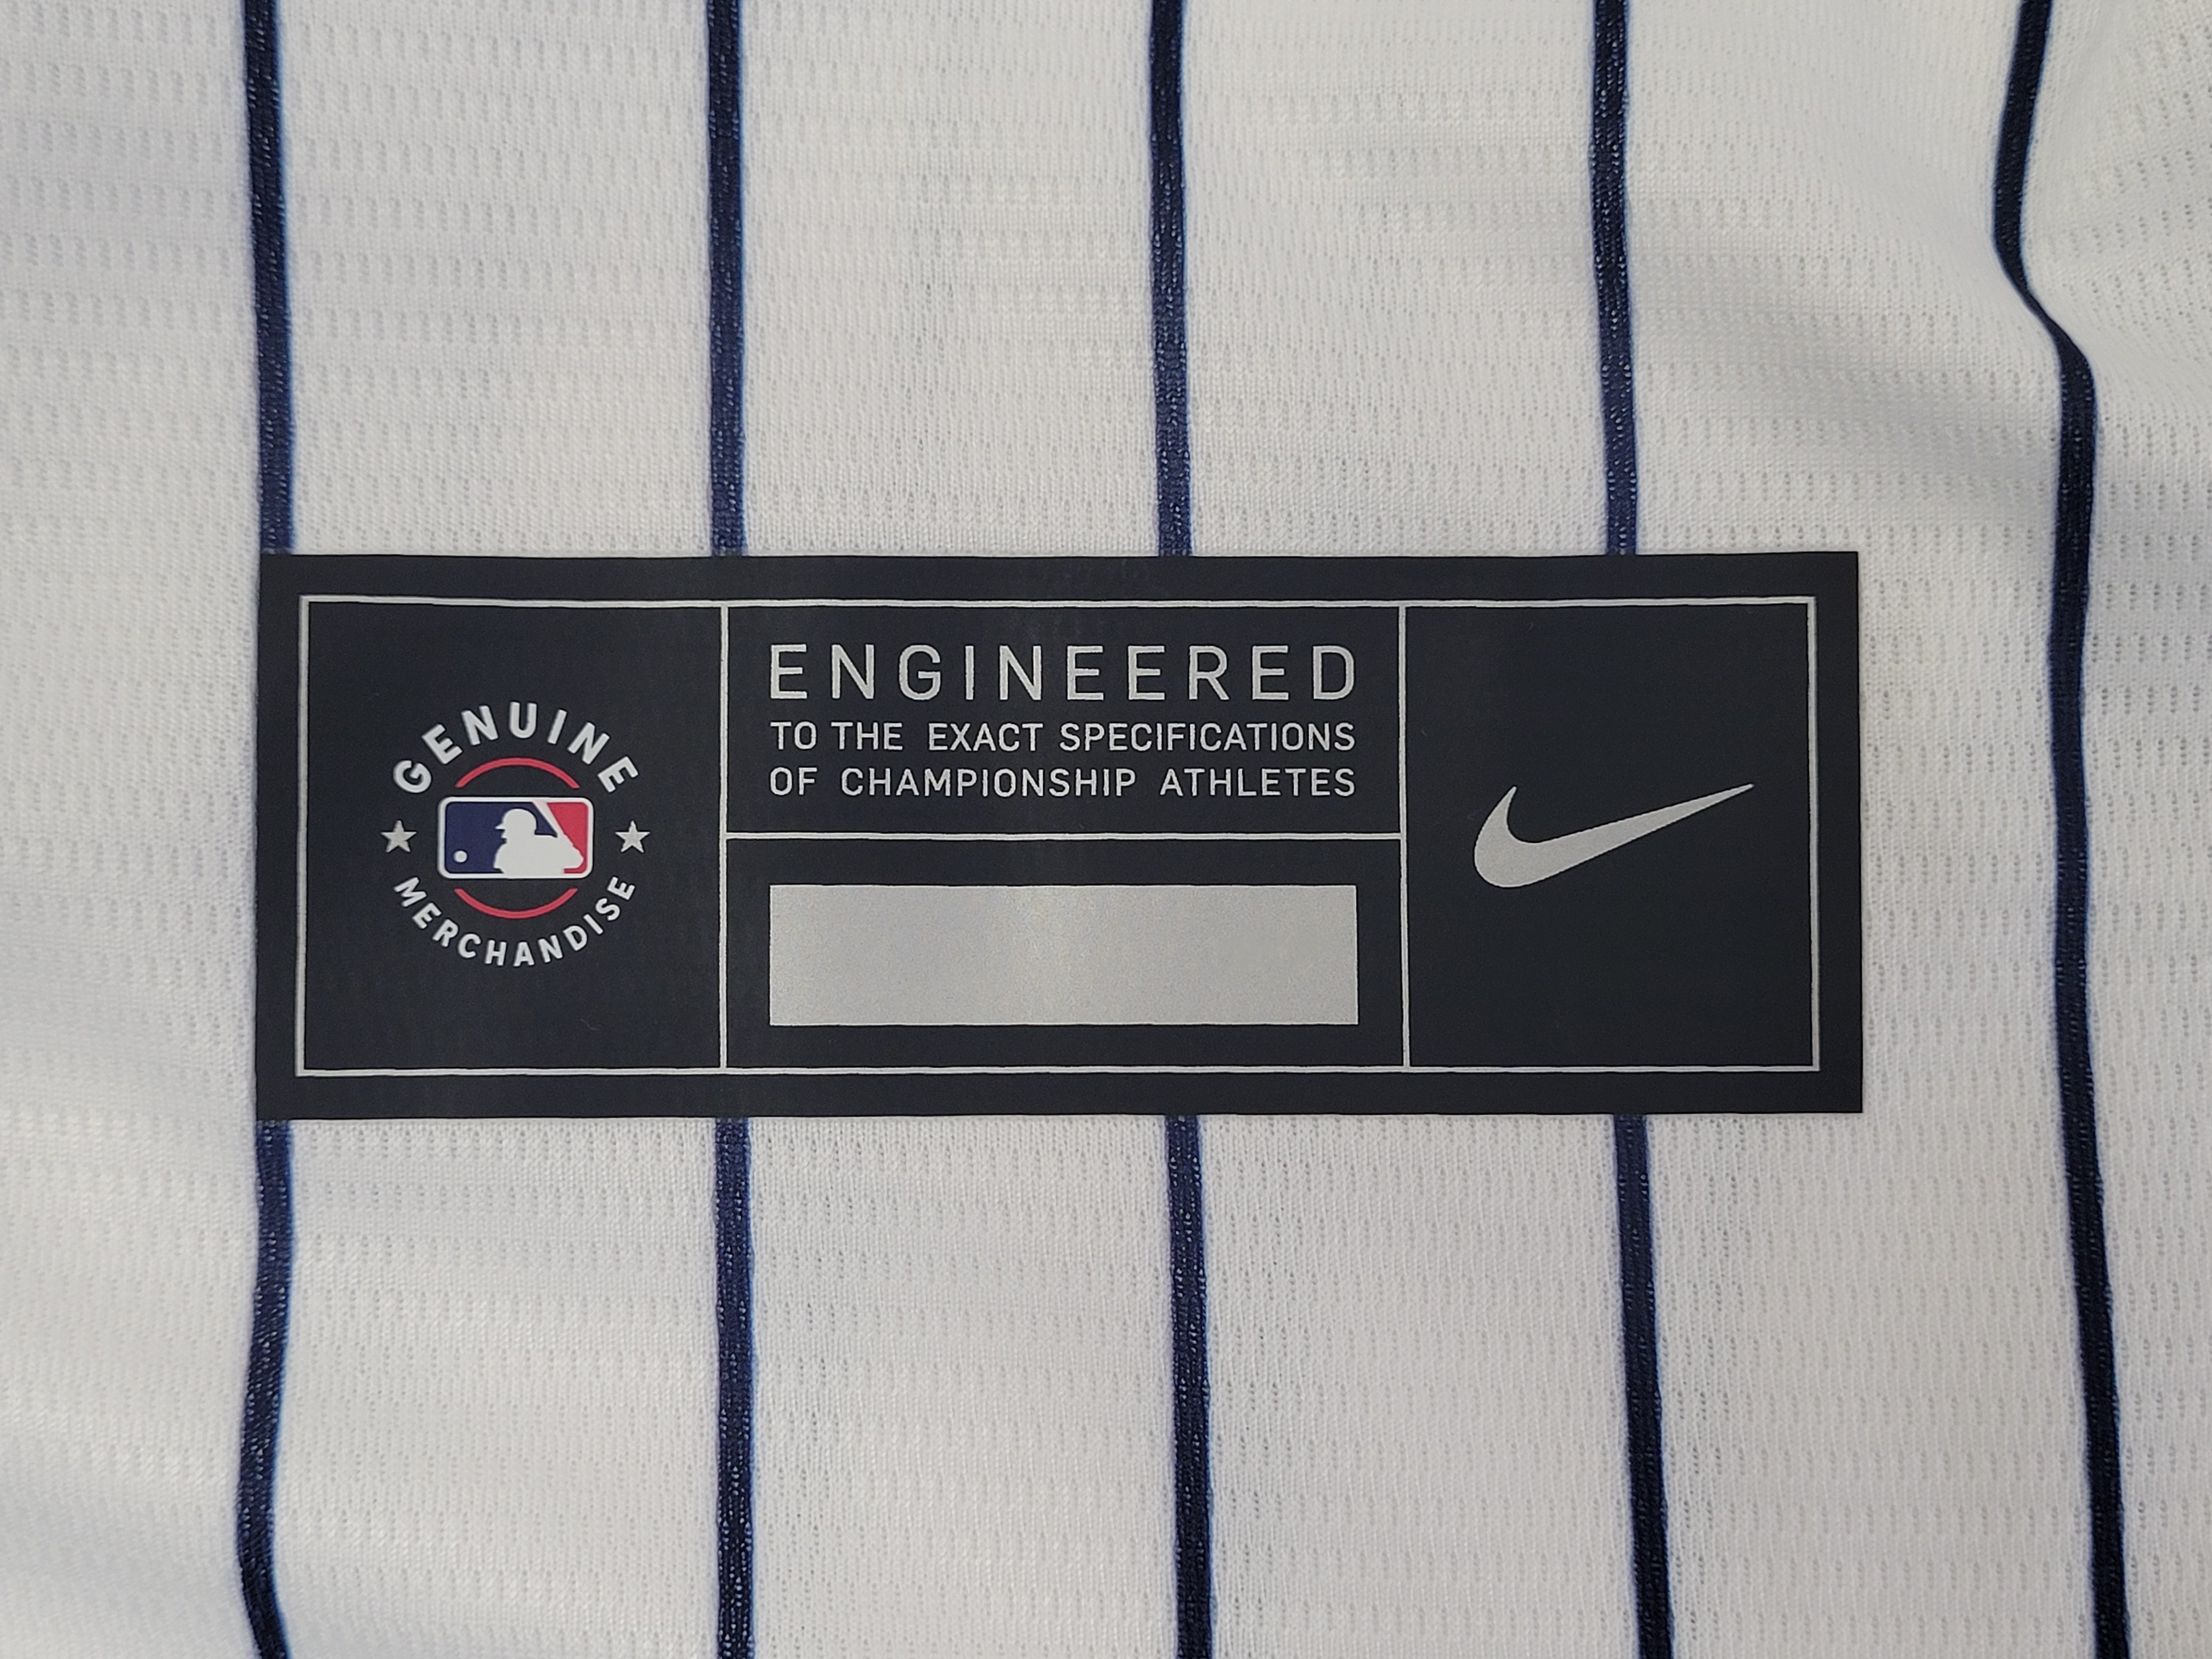 GENUINE
MERCHANDISE
ENGINEERED
TO THE EXACT SPECIFICATIONS
OF CHAMPIONSHIP ATHLETES